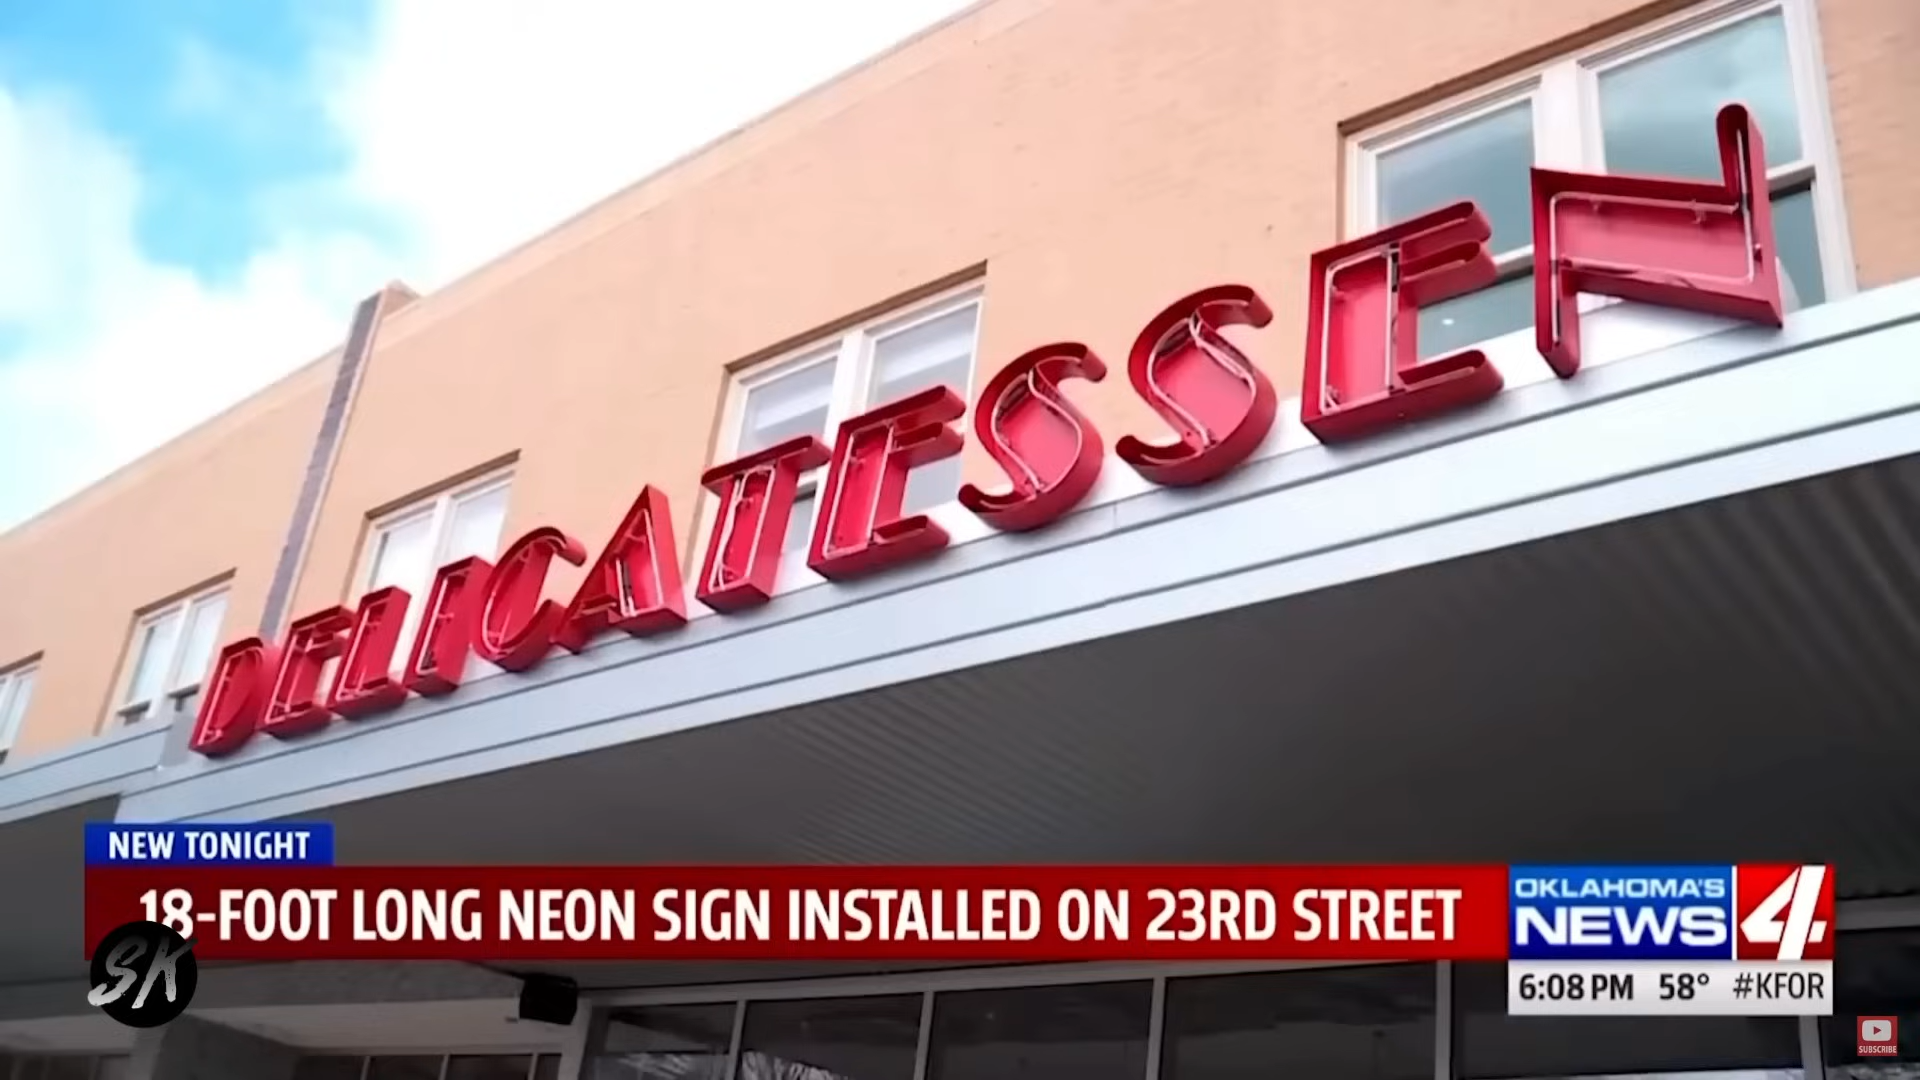 DELICATESSEN
NEW TONIGHT
18-FOOT LONG NEON SIGN INSTALLED ON 23RD STREET
OKLAHOMA'S
NEWS 4
6:08 PM 58° #KFOR
SK
SUBSCRIBE